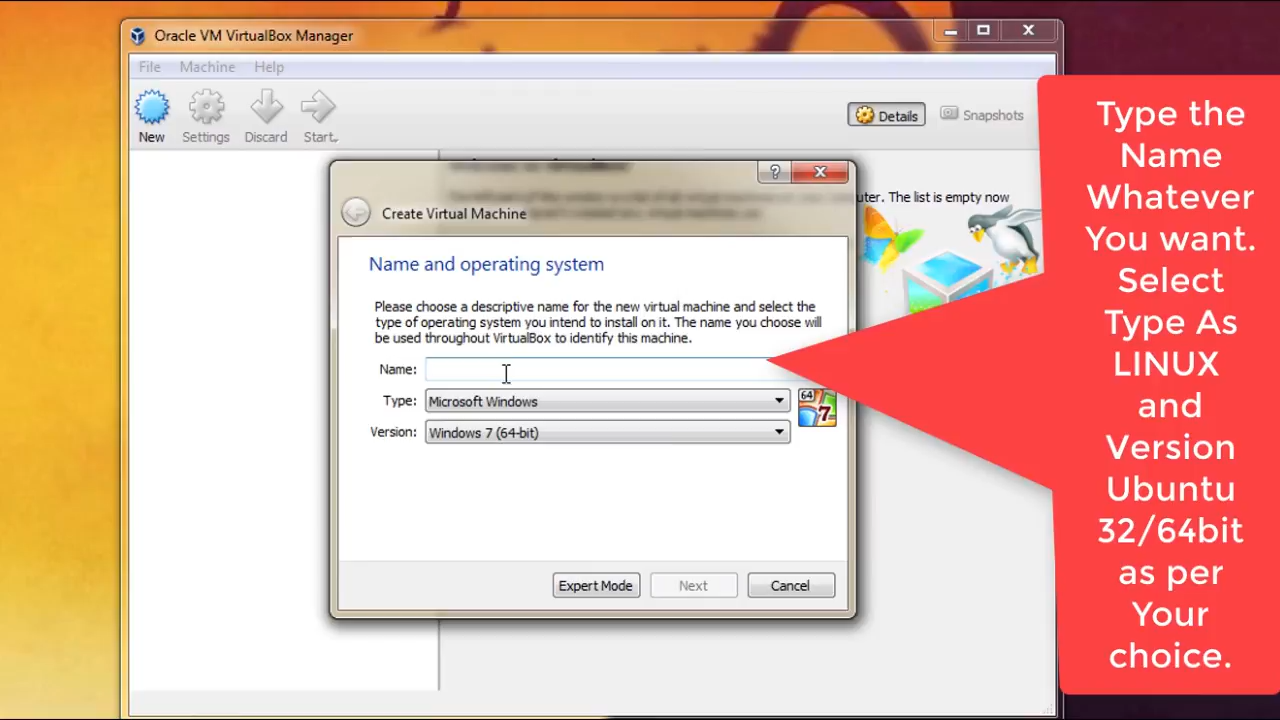 Oracle VM VirtualBox Manager
File Machine Help
New Settings Discard Start
Details Snapshots
uter. The list is empty now
Create Virtual Machine
Name and operating system
Please choose a descriptive name for the new virtual machine and select the
type of operating system you intend to install on it. The name you choose will
be used throughout VirtualBox to identify this machine.
Name:
Type: Microsoft Windows
Version: Windows 7 (64-bit)
64
7
Expert Mode Next Cancel
Type the
Name
Whatever
You want.
Select
Type As
LINUX
and
Version
Ubuntu
32/64bit
as per
Your
choice.